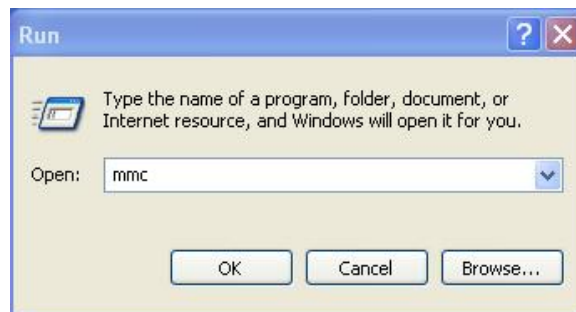 Run
Type the name of a program, folder, document, or
Internet resource, and Windows will open it for you.
Open: mmc
OK Cancel Browse...